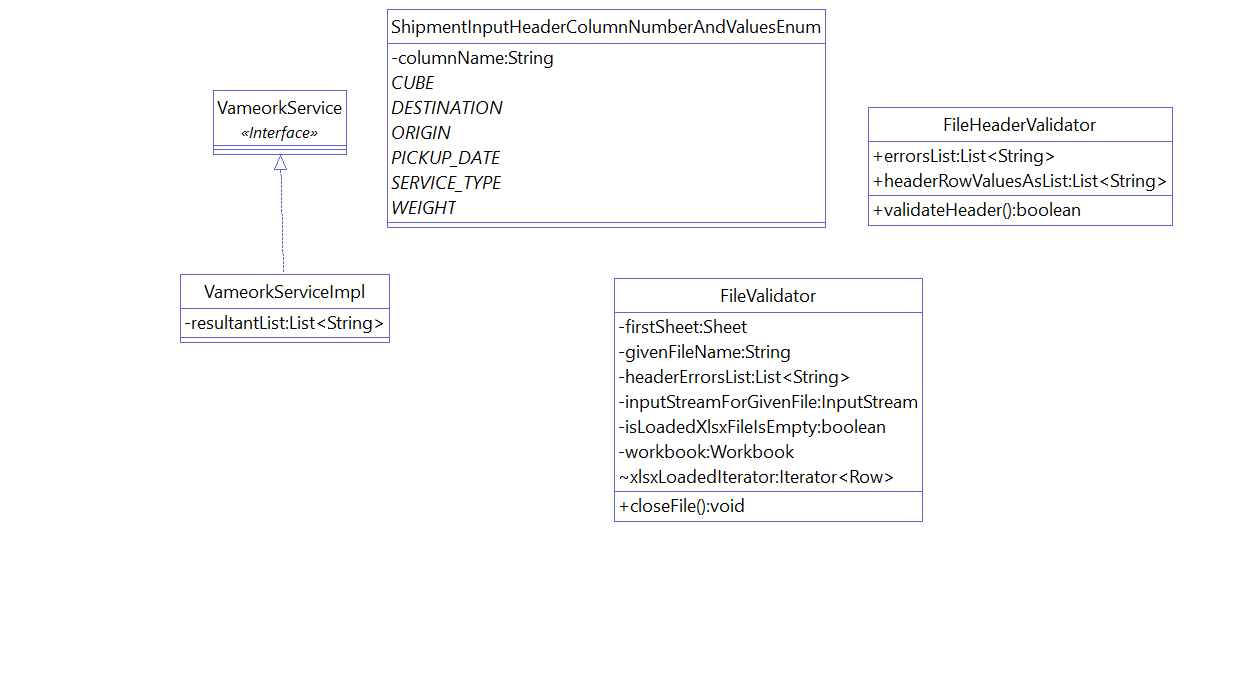 ShipmentInputHeaderColumnNumberAndValuesEnum
-columnName:String
CUBE
DESTINATION
ORIGIN
PICKUP_DATE
SERVICE_TYPE
WEIGHT
VameorkService
«Interface»
FileHeaderValidator
+errorsList:List<String>
+headerRowValuesAsList:List<String>
+validateHeader():boolean
VameorkServiceImpl
-resultantList:List<String>
FileValidator
-firstSheet:Sheet
-givenFileName:String
-headerErrorsList:List<String>
-inputStreamForGivenFile:InputStream
-isLoadedXlsxFileIsEmpty:boolean
-workbook:Workbook
~xlsxLoadedIterator:Iterator<Row>
+closeFile():void